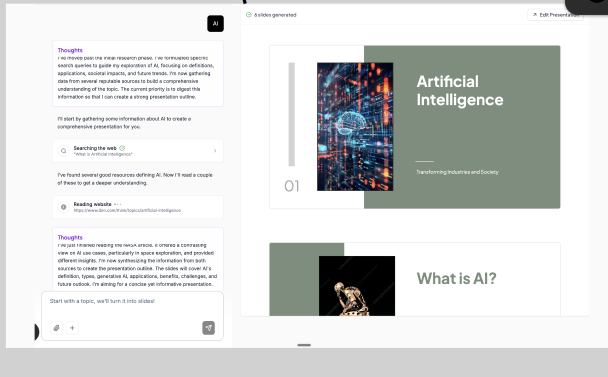 AI
Thoughts
I've moved past the initial research phase. I've formulated specific
search queries to guide my exploration of AI, focusing on definitions,
applications, societal impacts, and future trends. I'm now gathering
data from several reputable sources to build a comprehensive
understanding of the topic. The current priority is to digest this
information so that I can create a strong presentation outline.
I'll start by gathering some information about AI to create a
comprehensive presentation for you.
Searching the web
"What is Artificial Intelligence"
I've found several good resources defining AI. Now I'll read a couple
of these to get a deeper understanding.
Reading website
Thoughts
I've just finished reading the NASA article. It offered a contrasting
view on AI use cases, particularly in space exploration, and provided
different insights. I'm now synthesizing the information from both
sources to create the presentation outline. The slides will cover AI's
definition, types, generative AI, applications, benefits, challenges, and
future outlook. I'm aiming for a concise yet informative presentation.
Start with a topic, we'll turn it into slides!
6 slides generated
Edit Presentation
01
Artificial
Intelligence
Transforming Industries and Society
What is AI?